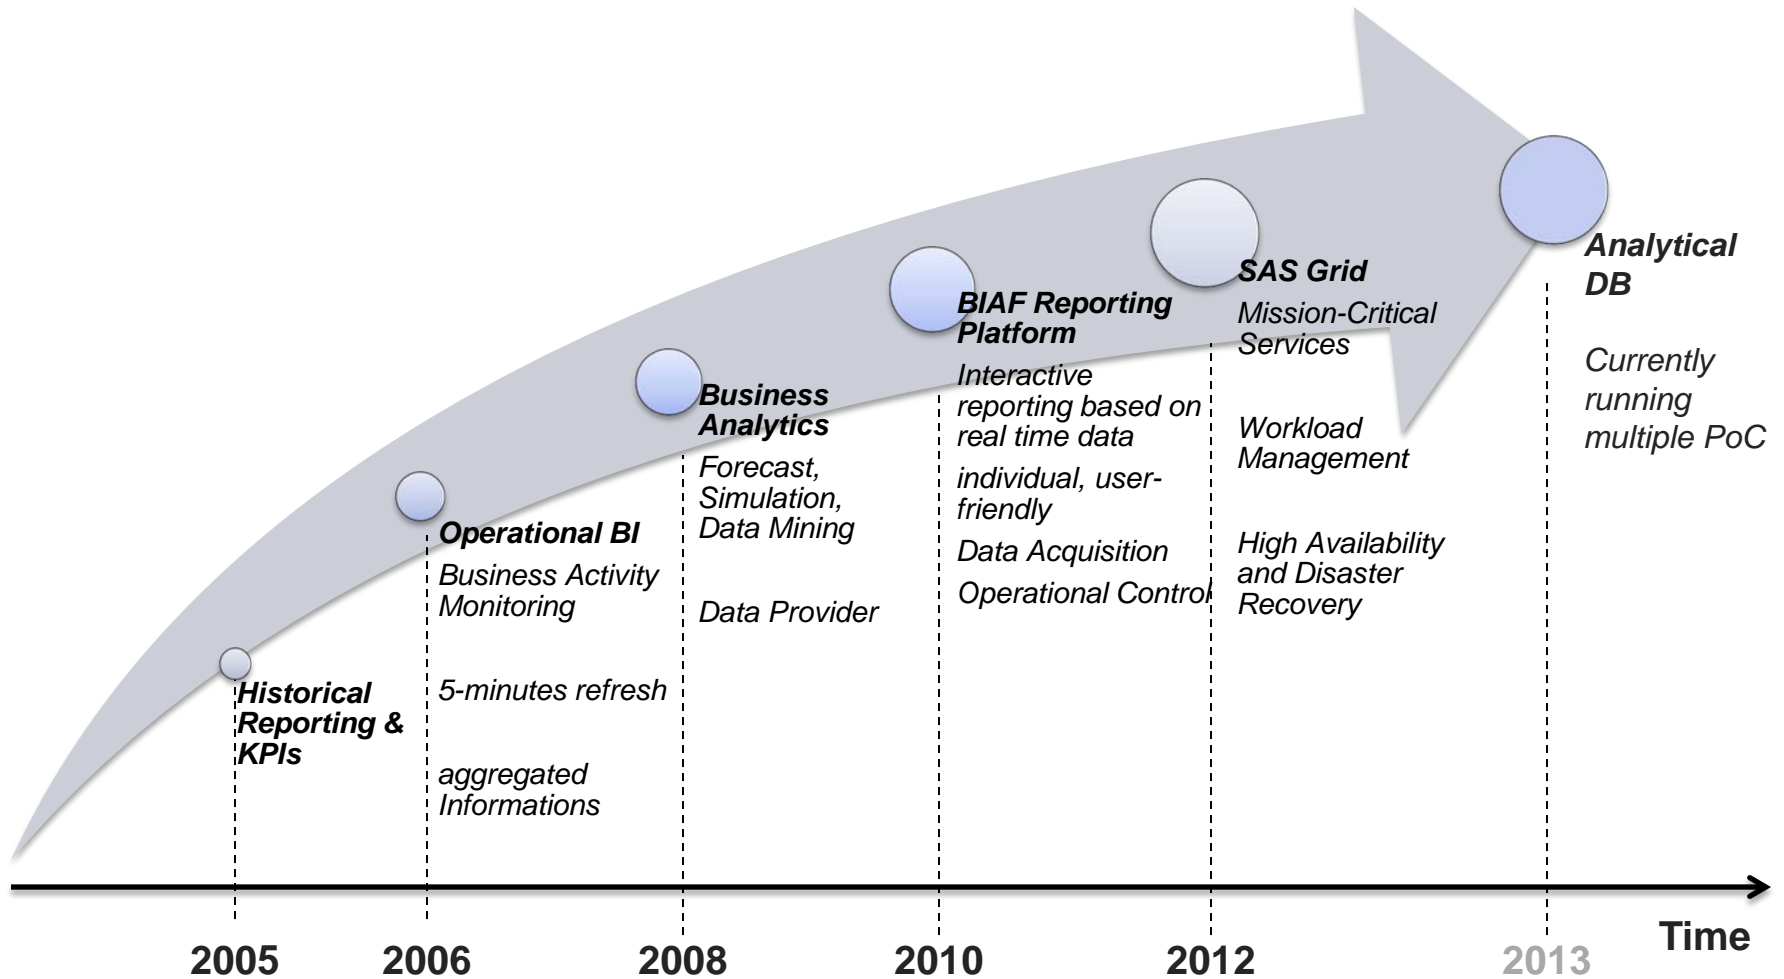 Historical
Reporting &
KPIs
Operational BI
Business Activity
Monitoring
5-minutes refresh
aggregated
Informations
Business
Analytics
Forecast,
Simulation,
Data Mining
Data Provider
BIAF Reporting
Platform
Interactive
reporting based on
real time data
individual, user-
friendly
Data Acquisition
Operational Control
SAS Grid
Mission-Critical
Services
Workload
Management
High Availability
and Disaster
Recovery
Analytical
DB
Currently
running
multiple PoC
Time
2005
2006
2008
2010
2012
2013